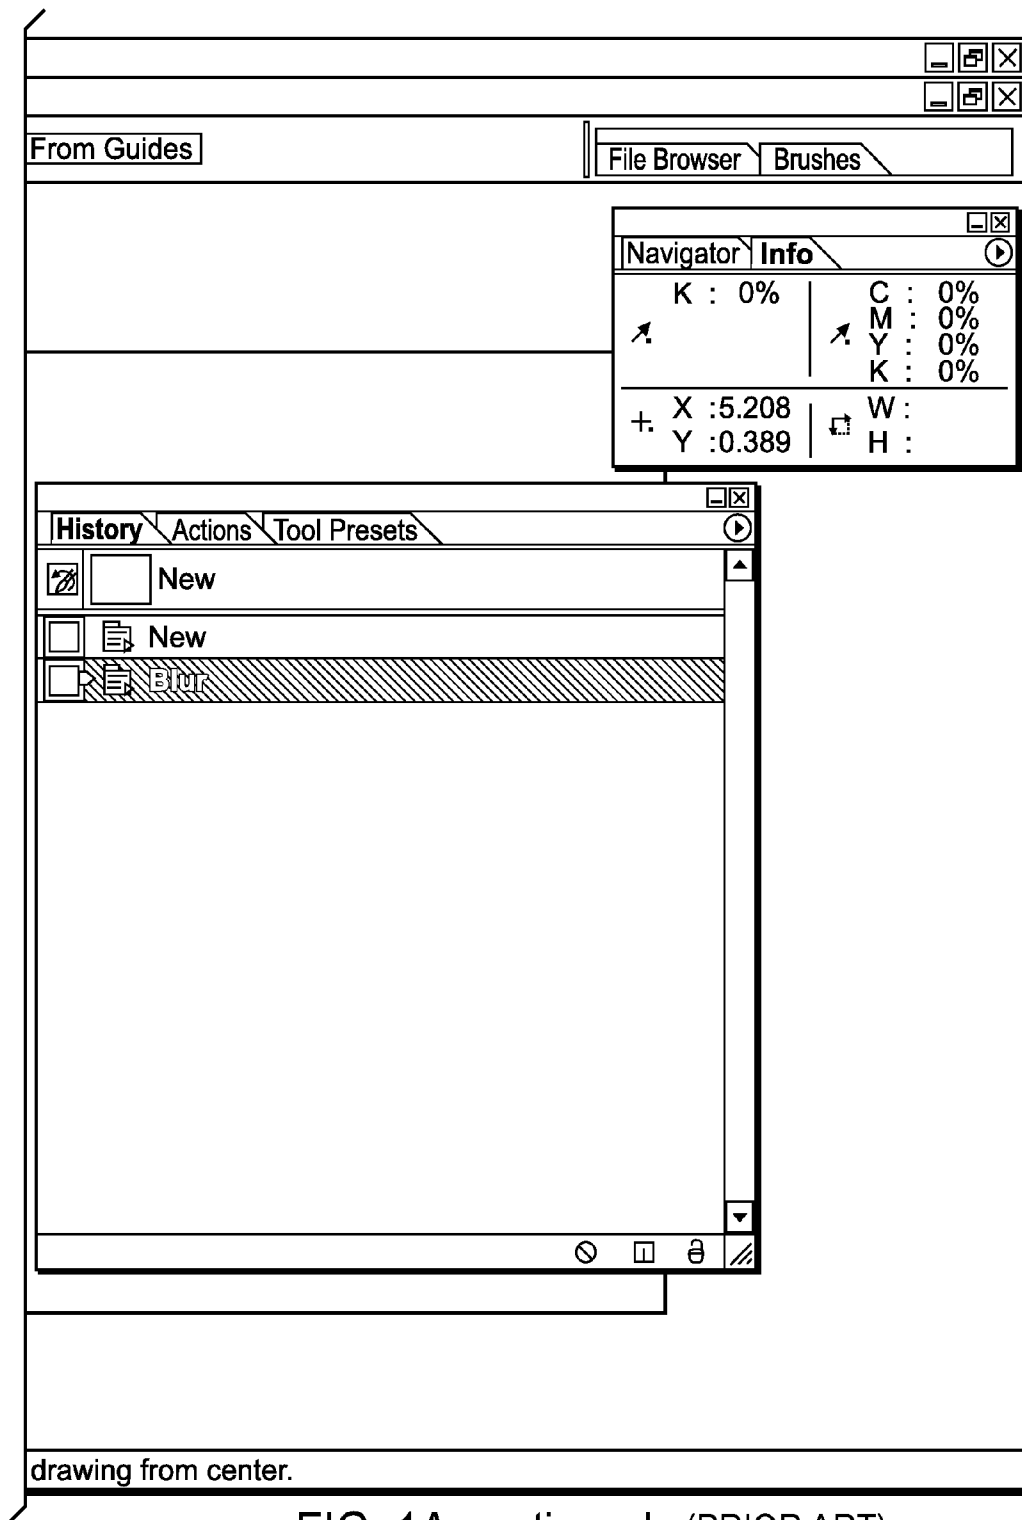 From Guides
File Browser Brushes
Navigator Info
K : 0% C : 0%
M : 0%
Y : 0%
K : 0%
X :5.208 W :
Y :0.389 H :
History Actions Tool Presets
New
New
Blur
drawing from center.
(PRIOR ART)